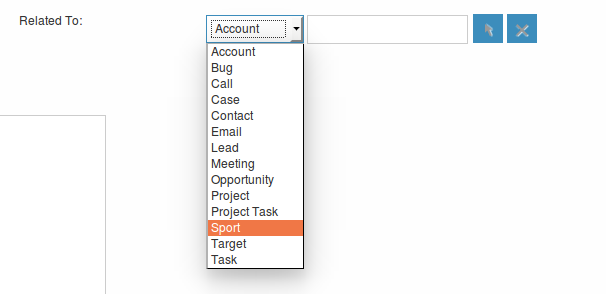 Related To:
Account
Account
Bug
Call
Case
Contact
Email
Lead
Meeting
Opportunity
Project
Project Task
Sport
Target
Task